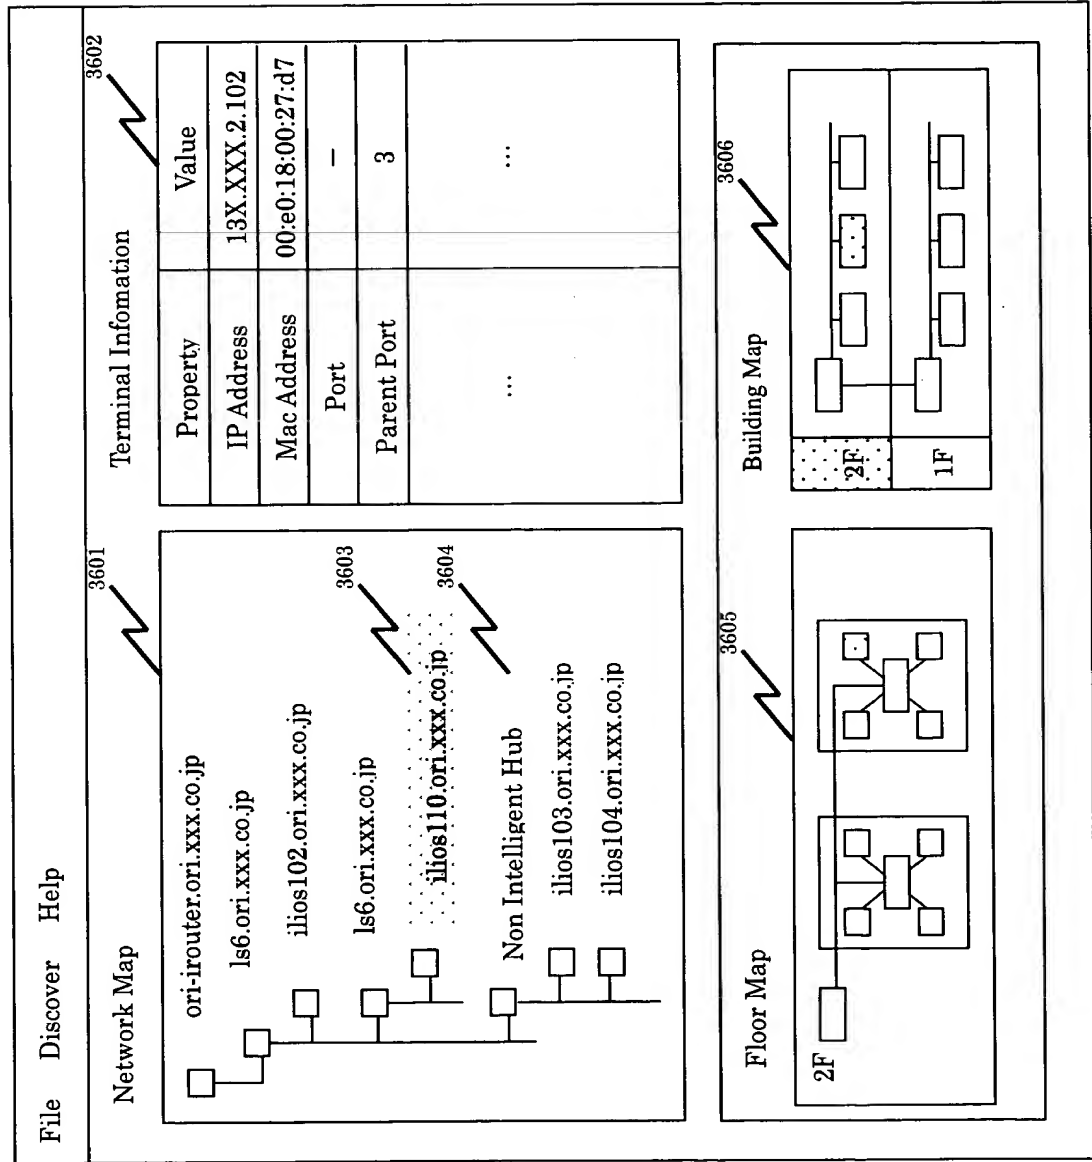 File Discover Help
Network Map
3601
ori-irouter.ori.xxx.co.jp
ls6.ori.xxx.co.jp
ilios102.ori.xxx.co.jp
ls6.ori.xxx.co.jp
3603
ilios110.ori.xxx.co.jp
3604
Non Intelligent Hub
ilios103.ori.xxx.co.jp
ilios104.ori.xxx.co.jp
Terminal Infomation
3602
Property Value
IP Address 13X.XXX.2.102
Mac Address 00:e0:18:00:27:d7
Port –
Parent Port 3
... ...
Floor Map
3605
2F
Building Map
3606
2F
1F